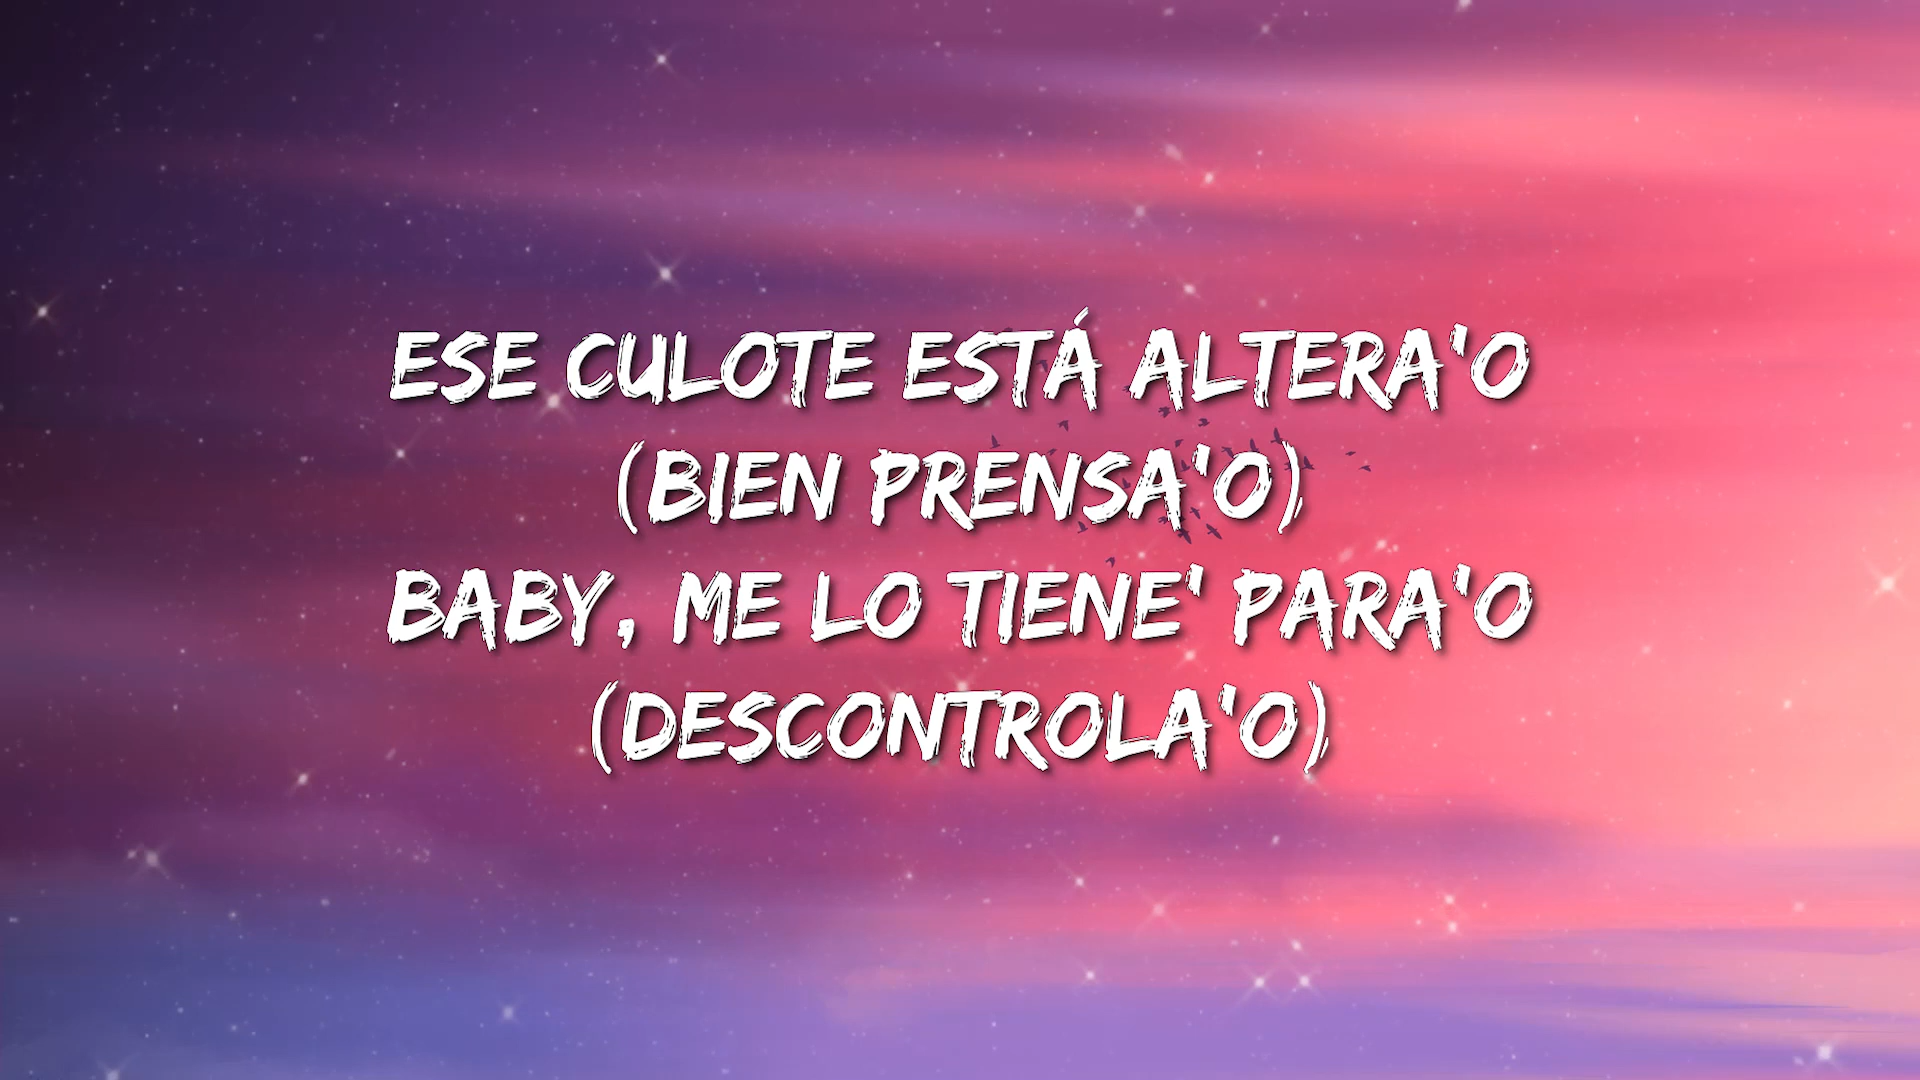 ESE CULOTE ESTÁ ALTERA'O
(BIEN PRENSA'O)
BABY, ME LO TIENE' PARA'O
(DESCONTROLA'O)